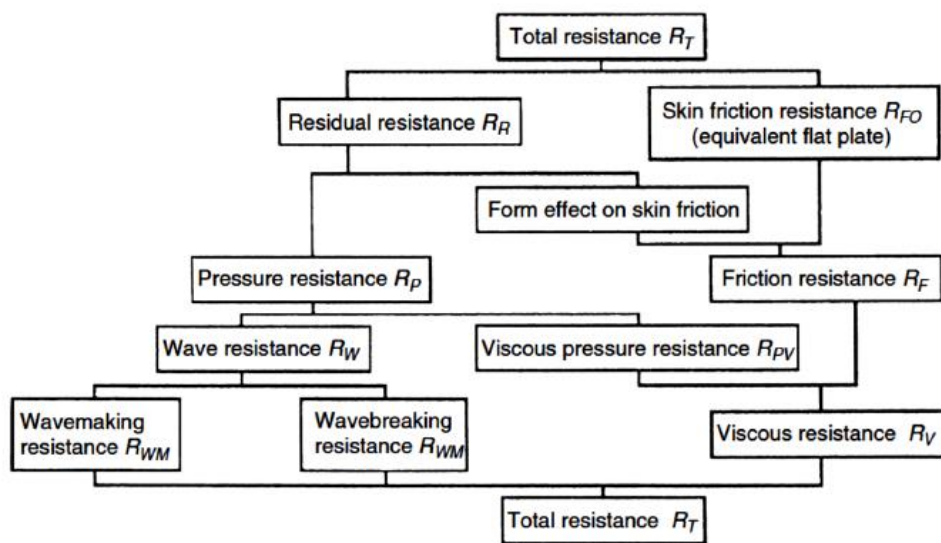 Total resistance R_T
Residual resistance R_R
Skin friction resistance R_FO
(equivalent flat plate)
Form effect on skin friction
Pressure resistance R_P
Friction resistance R_F
Wave resistance R_W
Viscous pressure resistance R_PV
Wavemaking
resistance R_WM
Wavebreaking
resistance R_WM
Viscous resistance R_V
Total resistance R_T